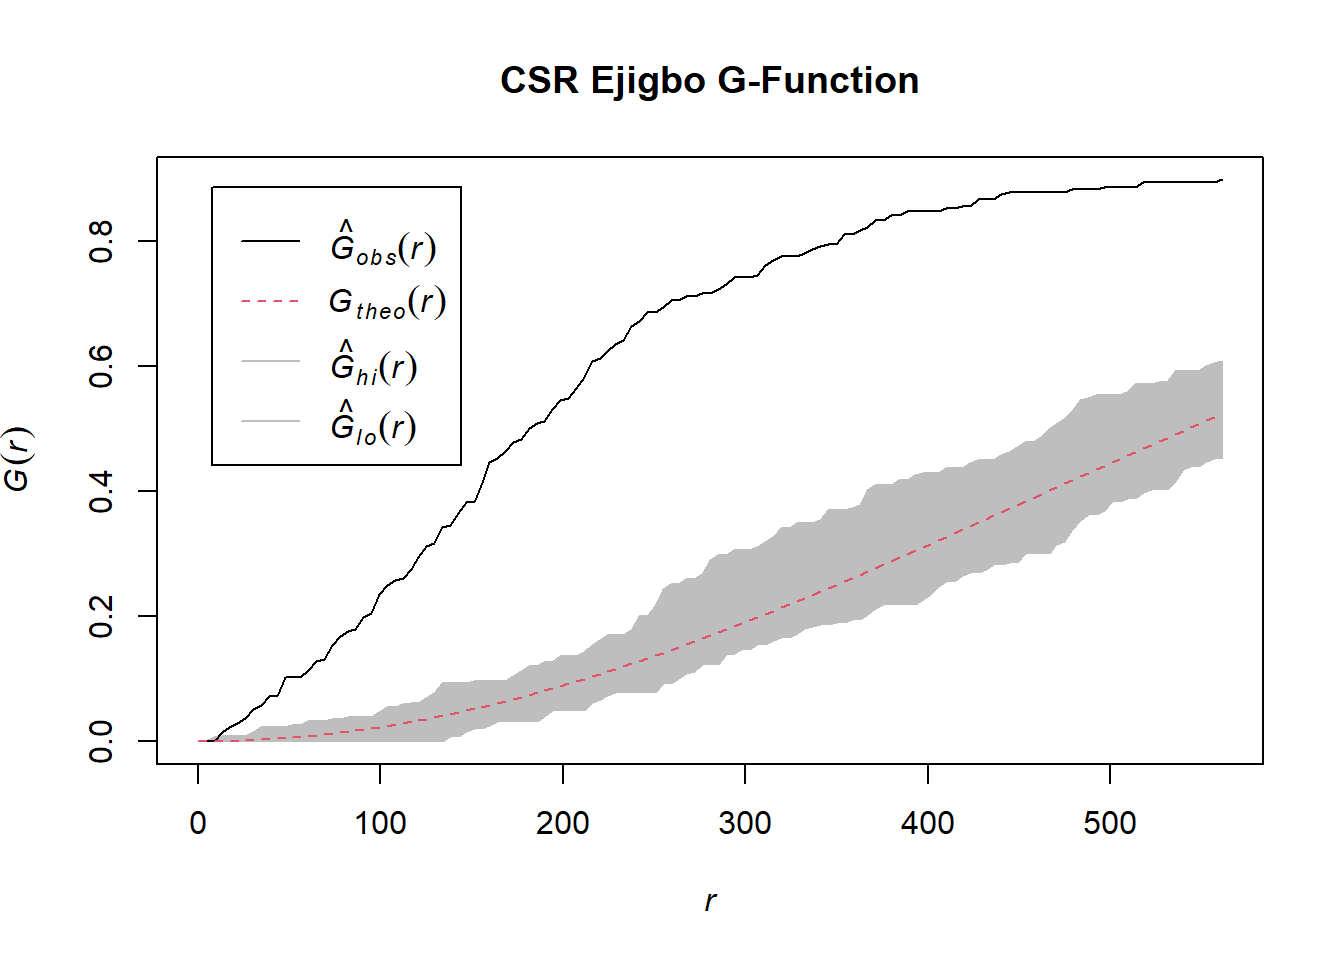 CSR Ejigbo G-Function
G(r)
0.8
0.6
0.4
0.2
0.0
Ĝobs(r)
Gtheo(r)
Ĝhi(r)
Ĝlo(r)
0 100 200 300 400 500
r